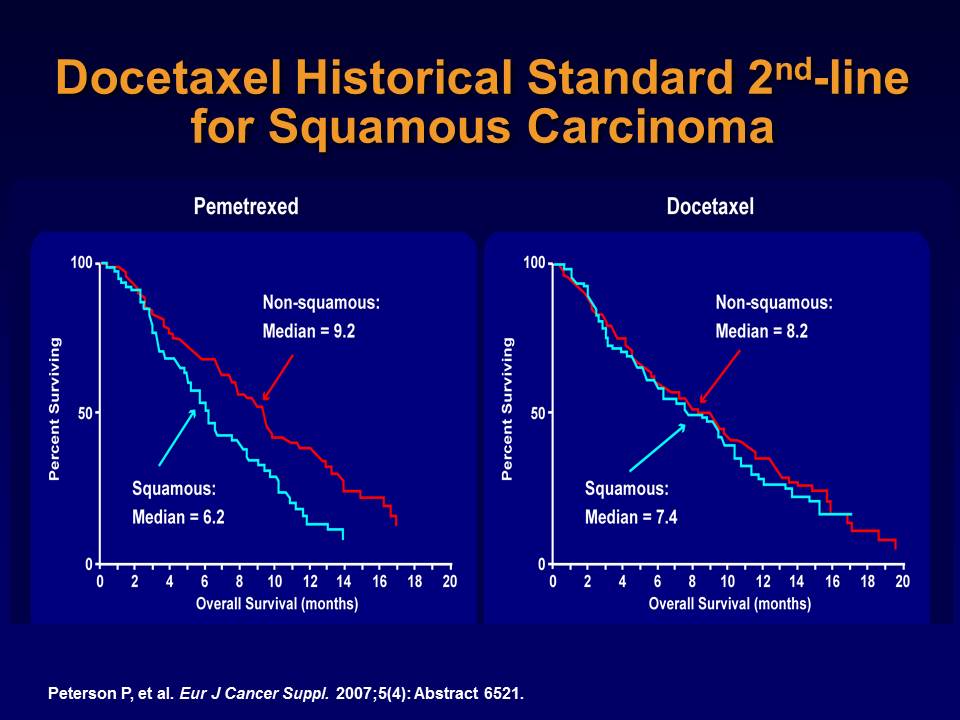 Docetaxel Historical Standard 2nd-line
for Squamous Carcinoma
Pemetrexed
100
50
0
Percent Surviving
Non-squamous:
Median = 9.2
Squamous:
Median = 6.2
0 2 4 6 8 10 12 14 16 18 20
Overall Survival (months)
Docetaxel
100
50
0
Percent Surviving
Non-squamous:
Median = 8.2
Squamous:
Median = 7.4
0 2 4 6 8 10 12 14 16 18 20
Overall Survival (months)
Peterson P, et al. Eur J Cancer Suppl. 2007;5(4): Abstract 6521.